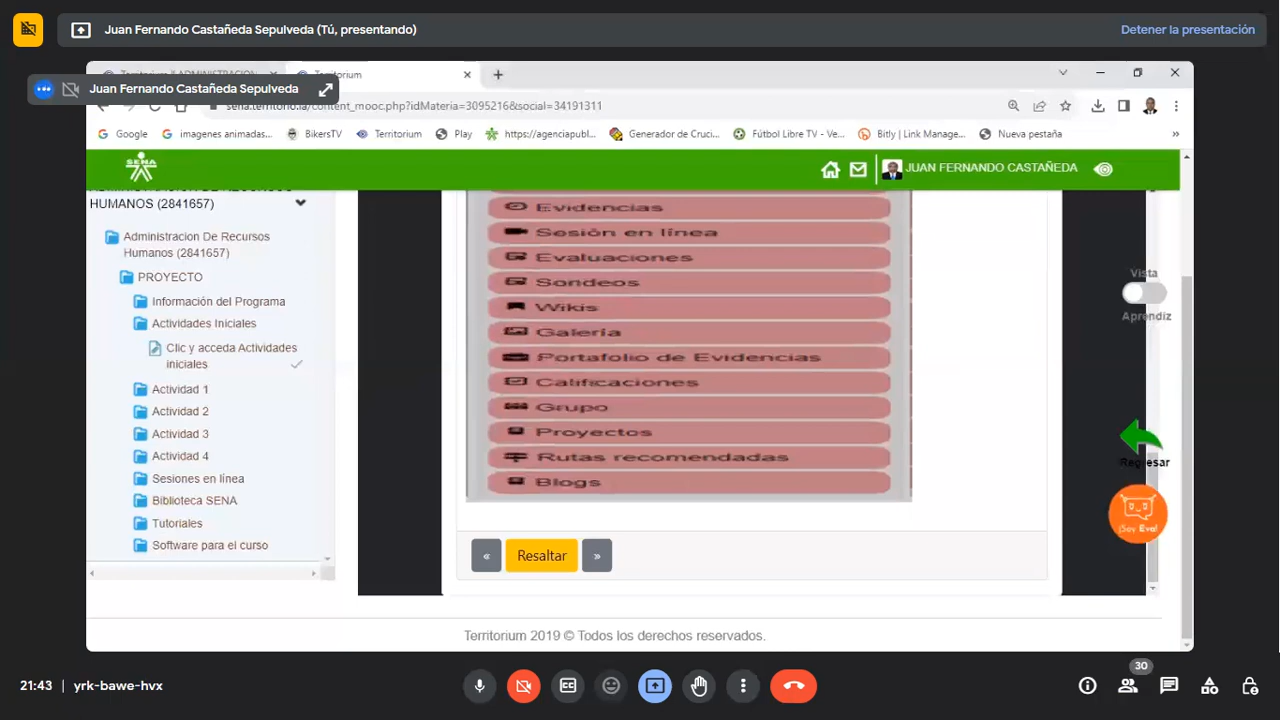 Juan Fernando Castañeda Sepulveda (Tú, presentando)
Detener la presentación
Territorium
Juan Fernando Castañeda Sepulveda
sena.territorio.la/content_mooc.php?idMateria=3095216&social=34191311
Google
imagenes animadas...
BikersTV
Territorium
Play
https://agenciapubl...
Generador de Cruci...
Fútbol Libre TV - Ve...
Bitly | Link Manage...
Nueva pestaña
»
SENA
JUAN FERNANDO CASTAÑEDA
ADMINISTRACION DE RECURSOS
HUMANOS (2841657)
Administracion De Recursos
Humanos (2841657)
PROYECTO
Información del Programa
Actividades Iniciales
Clic y acceda Actividades
iniciales
Actividad 1
Actividad 2
Actividad 3
Actividad 4
Sesiones en línea
Biblioteca SENA
Tutoriales
Software para el curso
Evidencias
Sesión en línea
Evaluaciones
Sondeos
Wikis
Galería
Portafolio de Evidencias
Calificaciones
Grupo
Proyectos
Rutas recomendadas
Blogs
« Resaltar »
Vista
Aprendiz
Regresar
¡Soy Eva!
Territorium 2019 © Todos los derechos reservados.
21:43 | yrk-bawe-hvx
30